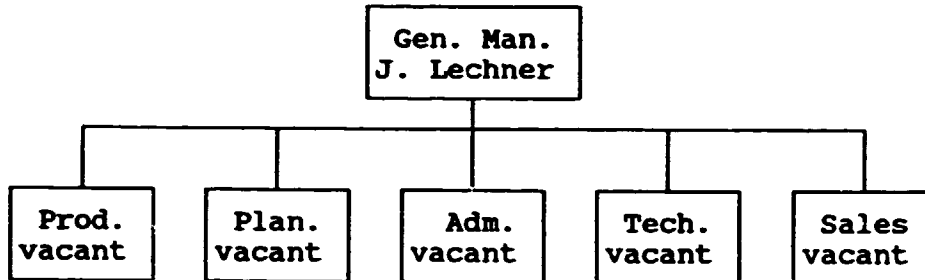 Gen. Man.
J. Lechner
Prod.
vacant
Plan.
vacant
Adm.
vacant
Tech.
vacant
Sales
vacant